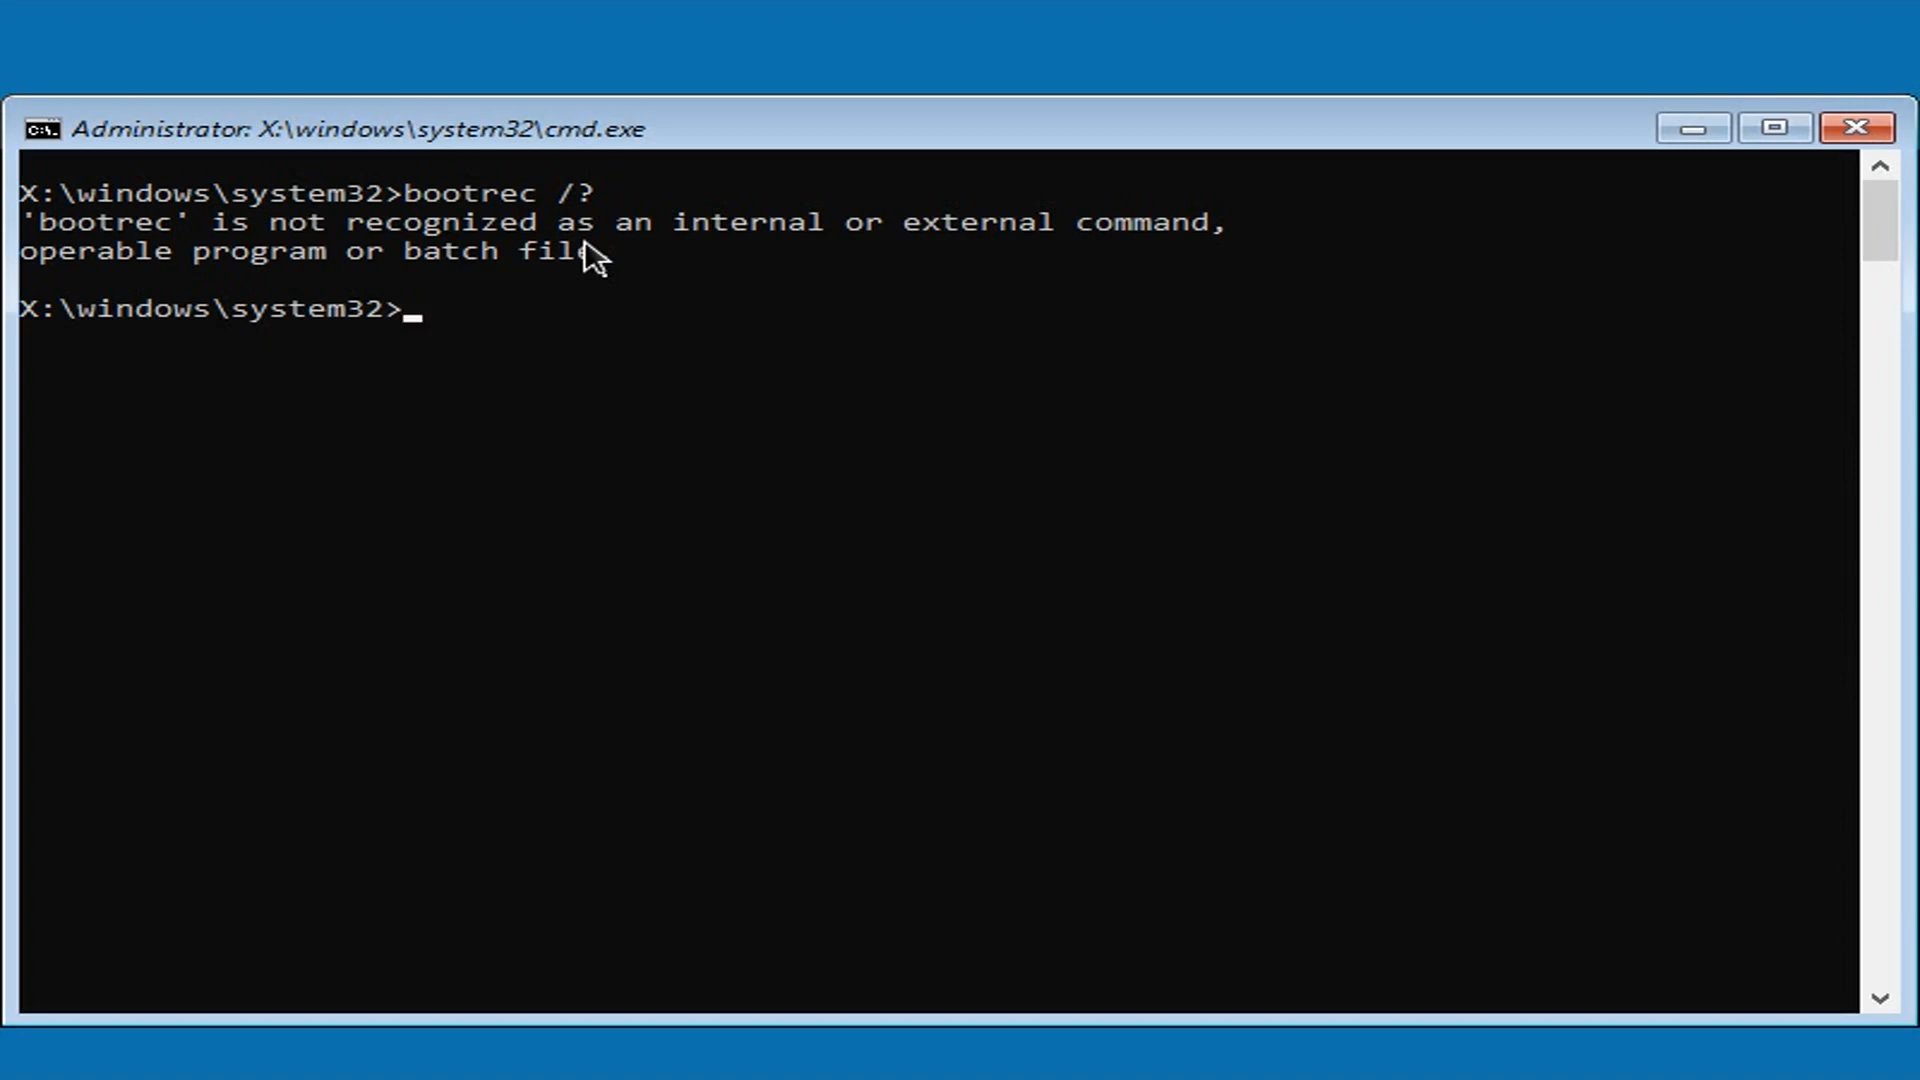 C:\.
Administrator: X:\windows\system32\cmd.exe
X:\windows\system32>bootrec /?
'bootrec' is not recognized as an internal or external command,
operable program or batch file
X:\windows\system32>